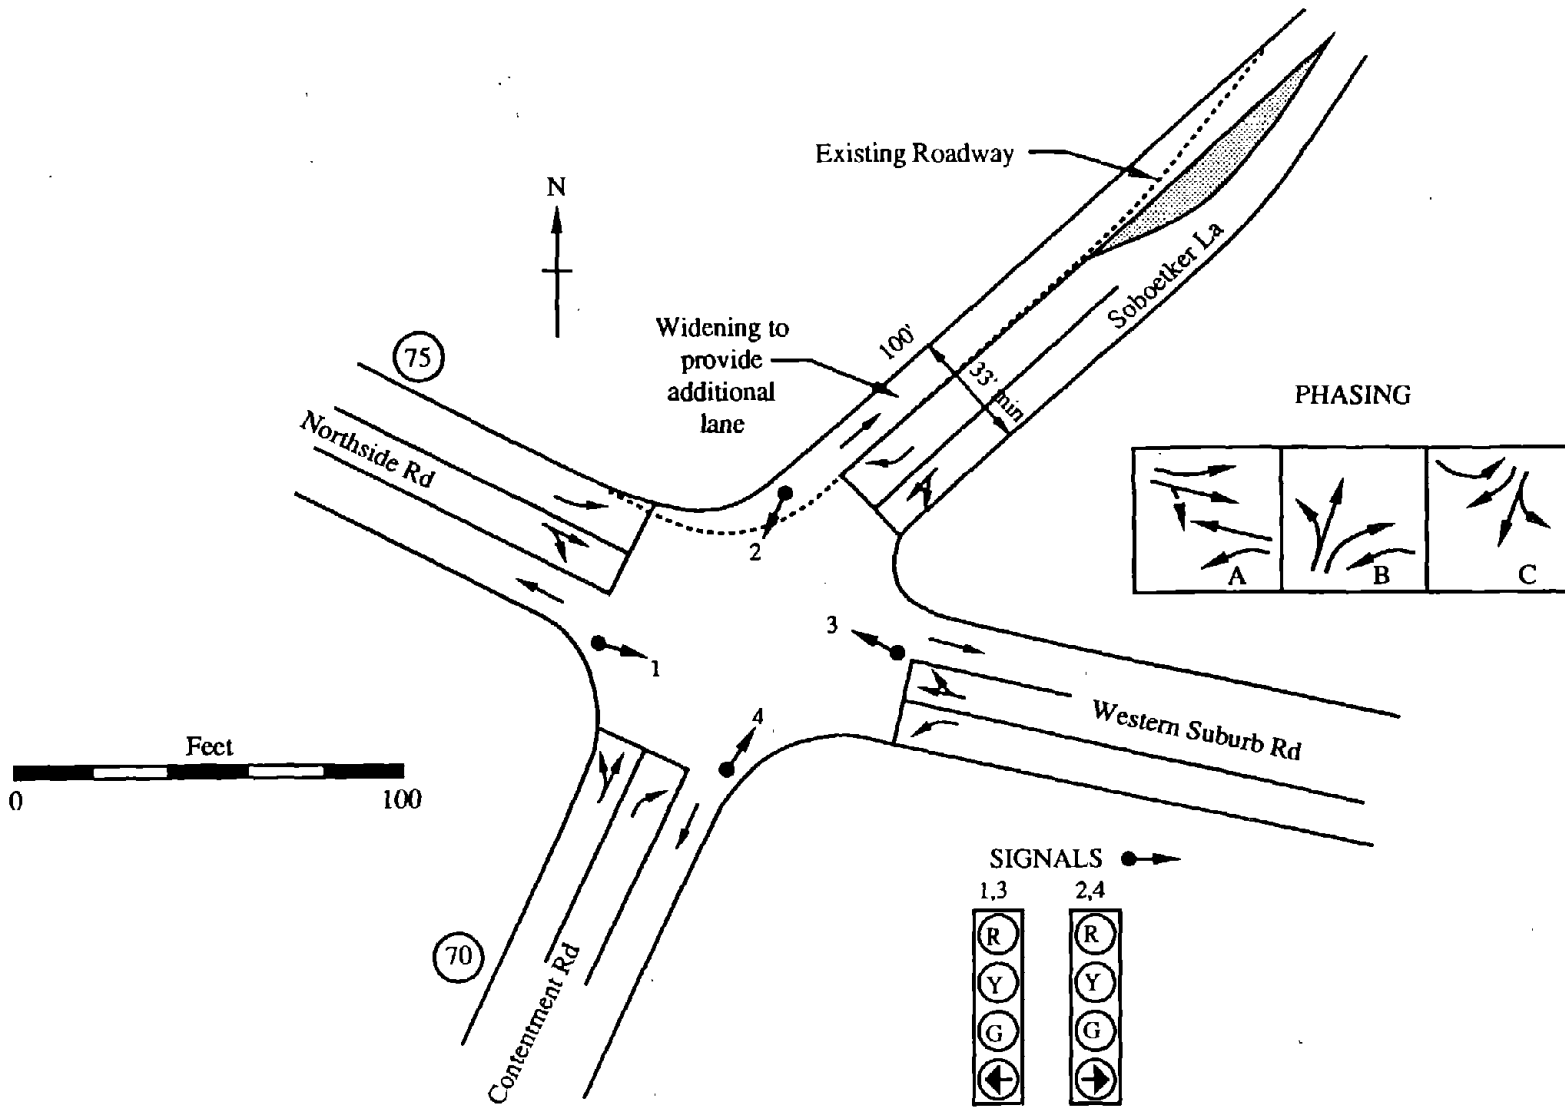 Existing Roadway
N
Soboetker La
Widening to
provide
additional
lane
100'
33' min
75
PHASING
Northside Rd
A
B
C
2
3
1
4
Western Suburb Rd
Feet
0
100
SIGNALS
1,3
2,4
70
Contentment Rd
R
R
Y
Y
G
G